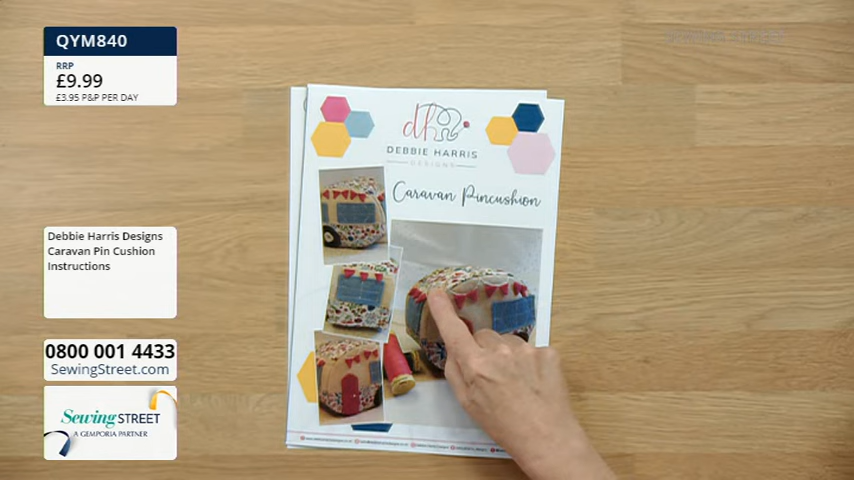 QYM840
RRP
£9.99
£3.95 P&P PER DAY
Debbie Harris Designs
Caravan Pin Cushion
Instructions
0800 001 4433
SewingStreet.com
Sewing STREET
A GEMPORIA PARTNER
dh
DEBBIE HARRIS
DESIGNS
Caravan Pincushion